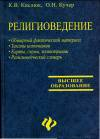 К.В. Кислюк, О.Н. Кучер
РЕЛИГИОВЕДЕНИЕ
• Обширный фактический материал
• Тексты источников
• Карты, схемы, иллюстрации
• Религиоведческий словарь
ВЫСШЕЕ
ОБРАЗОВАНИЕ